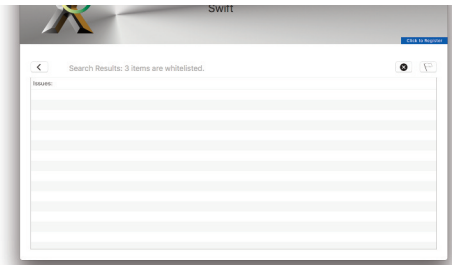 Swift
Click to Register
Search Results: 3 items are whitelisted.
Issues: